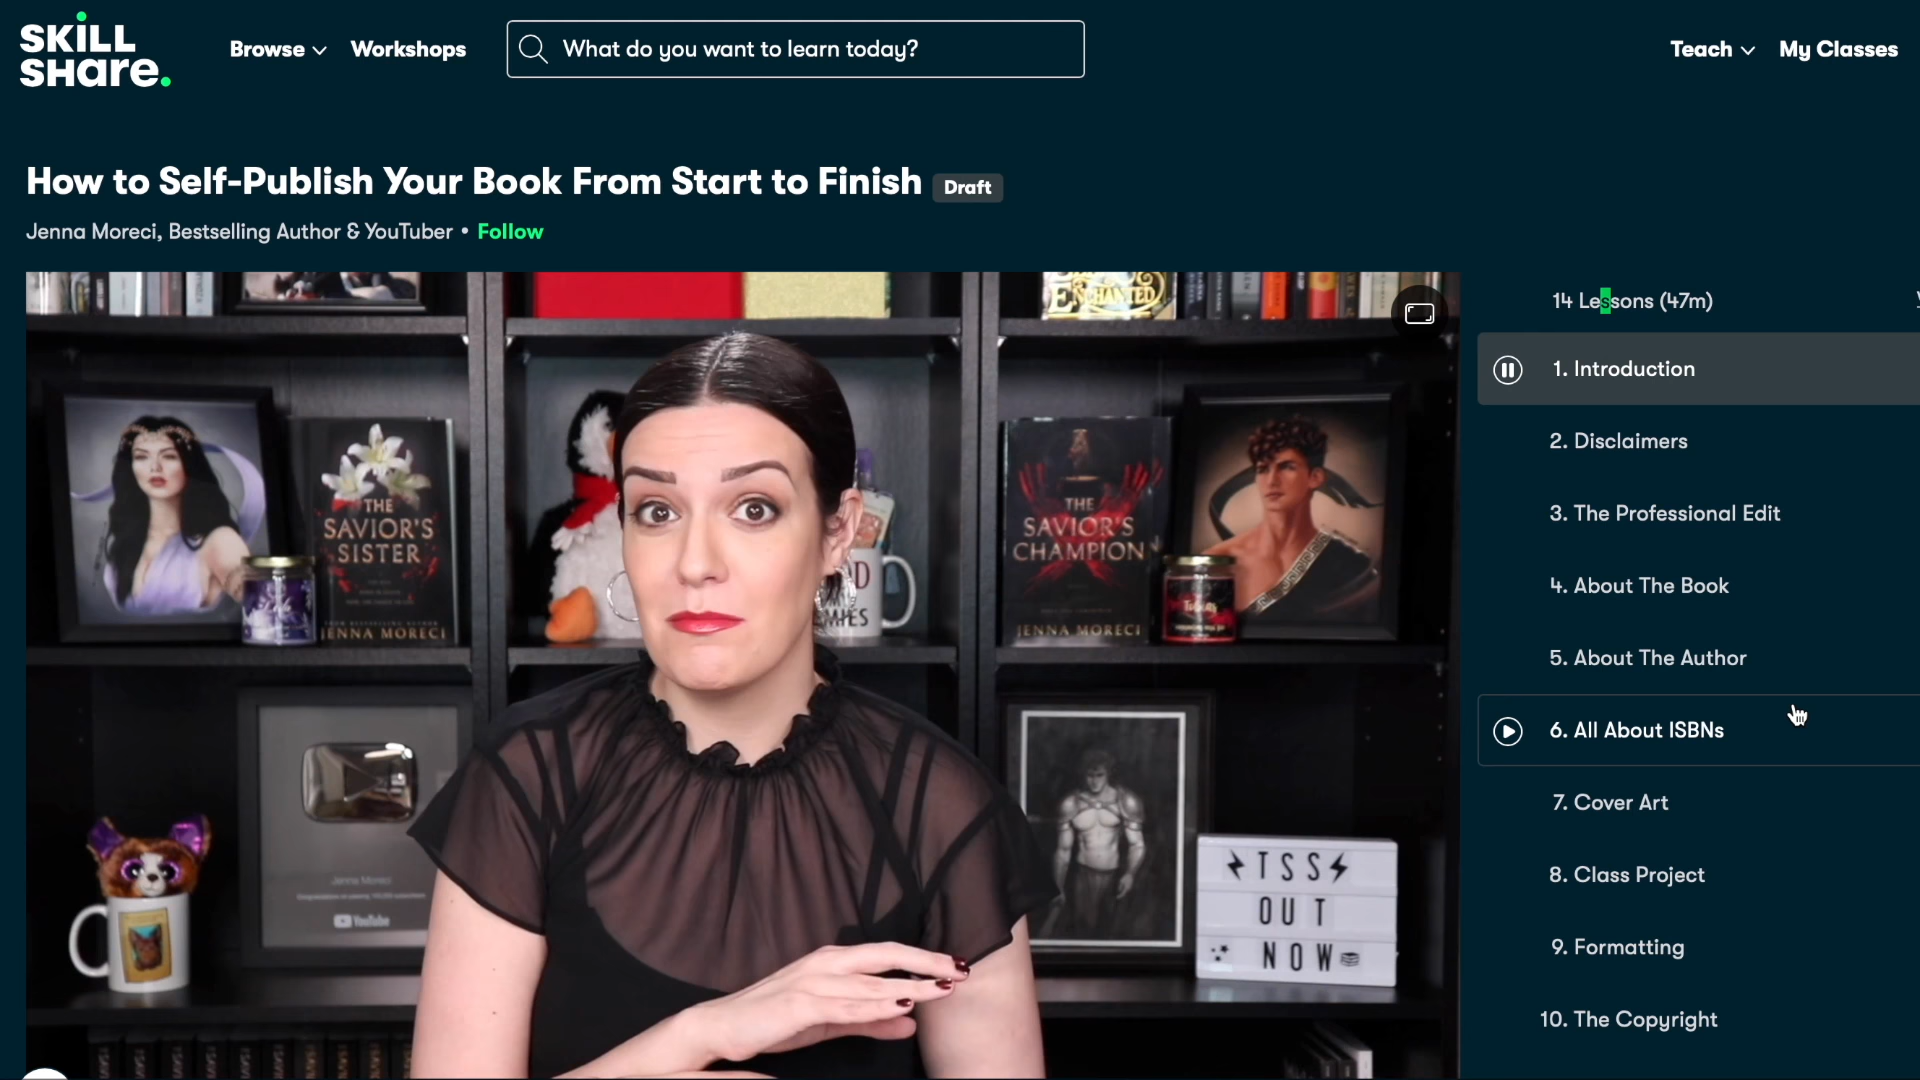 SKILL
SHare.
Browse
Workshops
What do you want to learn today?
Teach
My Classes
How to Self-Publish Your Book From Start to Finish
Draft
Jenna Moreci, Bestselling Author & YouTuber • Follow
ENCHANTED
THE
SAVIOR'S
SISTER
JENNA MORECI
THE
SAVIOR'S
CHAMPION
JENNA MORECI
Jenna Moreci
YouTube
TSS
OUT
NOW
14 Lessons (47m)
1. Introduction
2. Disclaimers
3. The Professional Edit
4. About The Book
5. About The Author
6. All About ISBNs
7. Cover Art
8. Class Project
9. Formatting
10. The Copyright